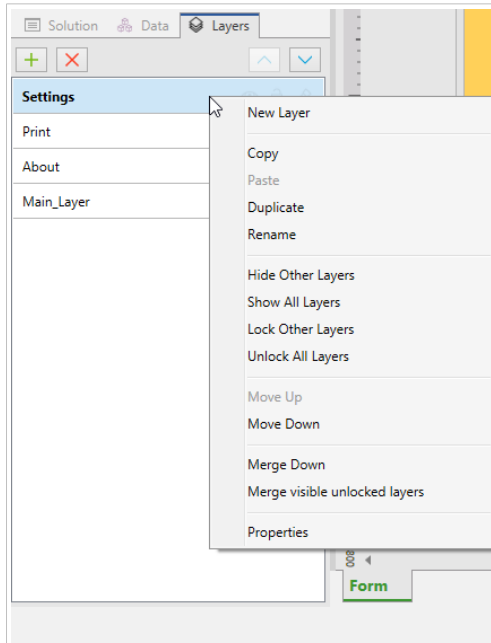 Solution Data Layers
Settings
Print
About
Main_Layer
New Layer
Copy
Paste
Duplicate
Rename
Hide Other Layers
Show All Layers
Lock Other Layers
Unlock All Layers
Move Up
Move Down
Merge Down
Merge visible unlocked layers
Properties
800
Form